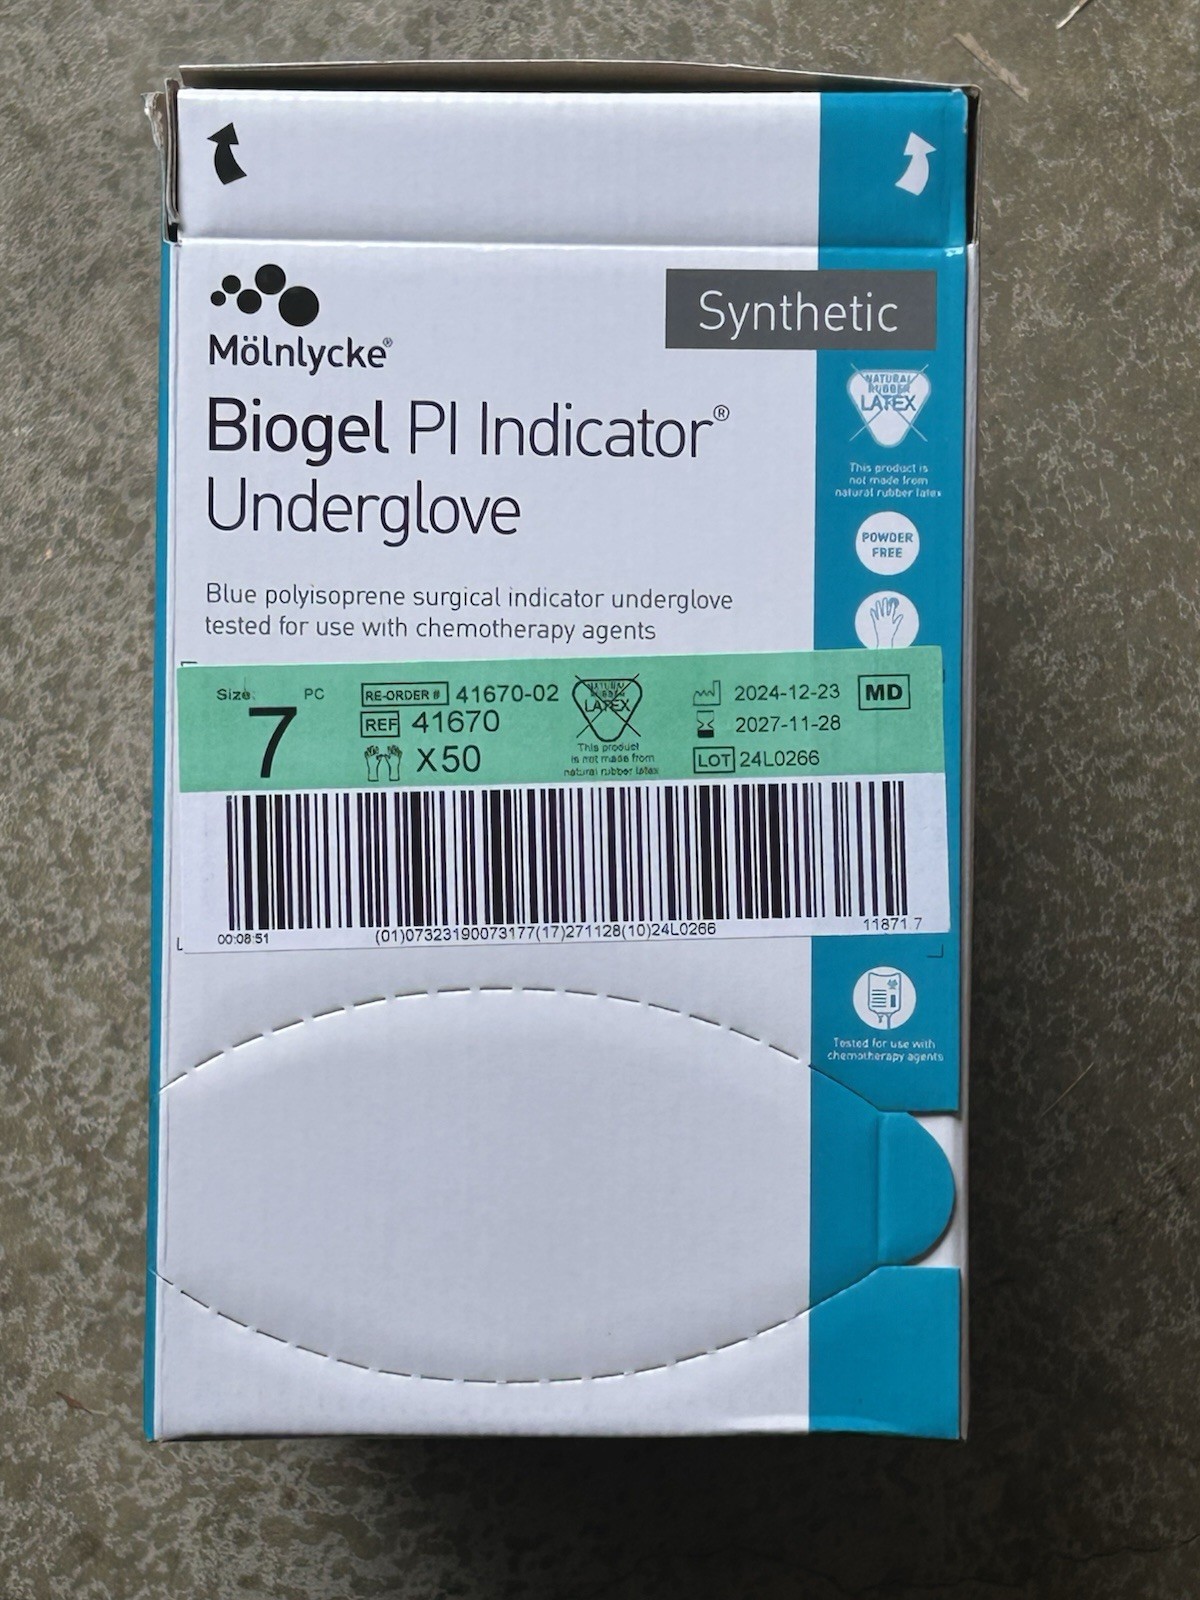 Synthetic
Mölnlycke®
Biogel PI Indicator®
Underglove
NATURAL
RUBBER
LATEX
This product is
not made from
natural rubber latex
POWDER
FREE
Blue polyisoprene surgical indicator underglove
tested for use with chemotherapy agents
Size:
PC
7
RE-ORDER # 41670-02
REF 41670
X50
NATURAL
RUBBER
LATEX
This product
is not made from
natural rubber latex
2024-12-23
MD
2027-11-28
LOT 24L0266
00:08:51
(01)07323190073177(17)271128(10)24L0266
11871.7
Tested for use with
chemotherapy agents